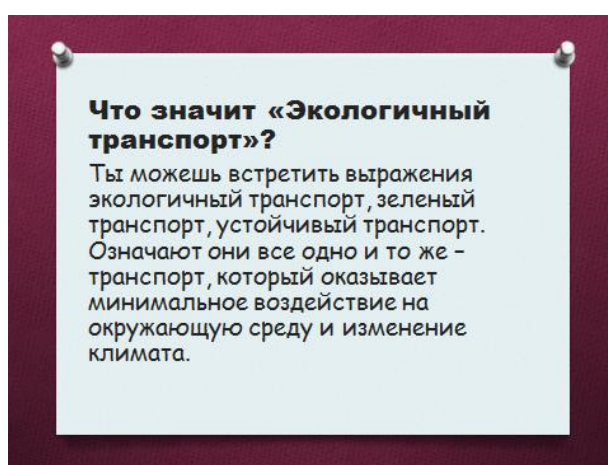 Что значит «Экологичный
транспорт»?
Ты можешь встретить выражения
экологичный транспорт, зеленый
транспорт, устойчивый транспорт.
Означают они все одно и то же –
транспорт, который оказывает
минимальное воздействие на
окружающую среду и изменение
климата.